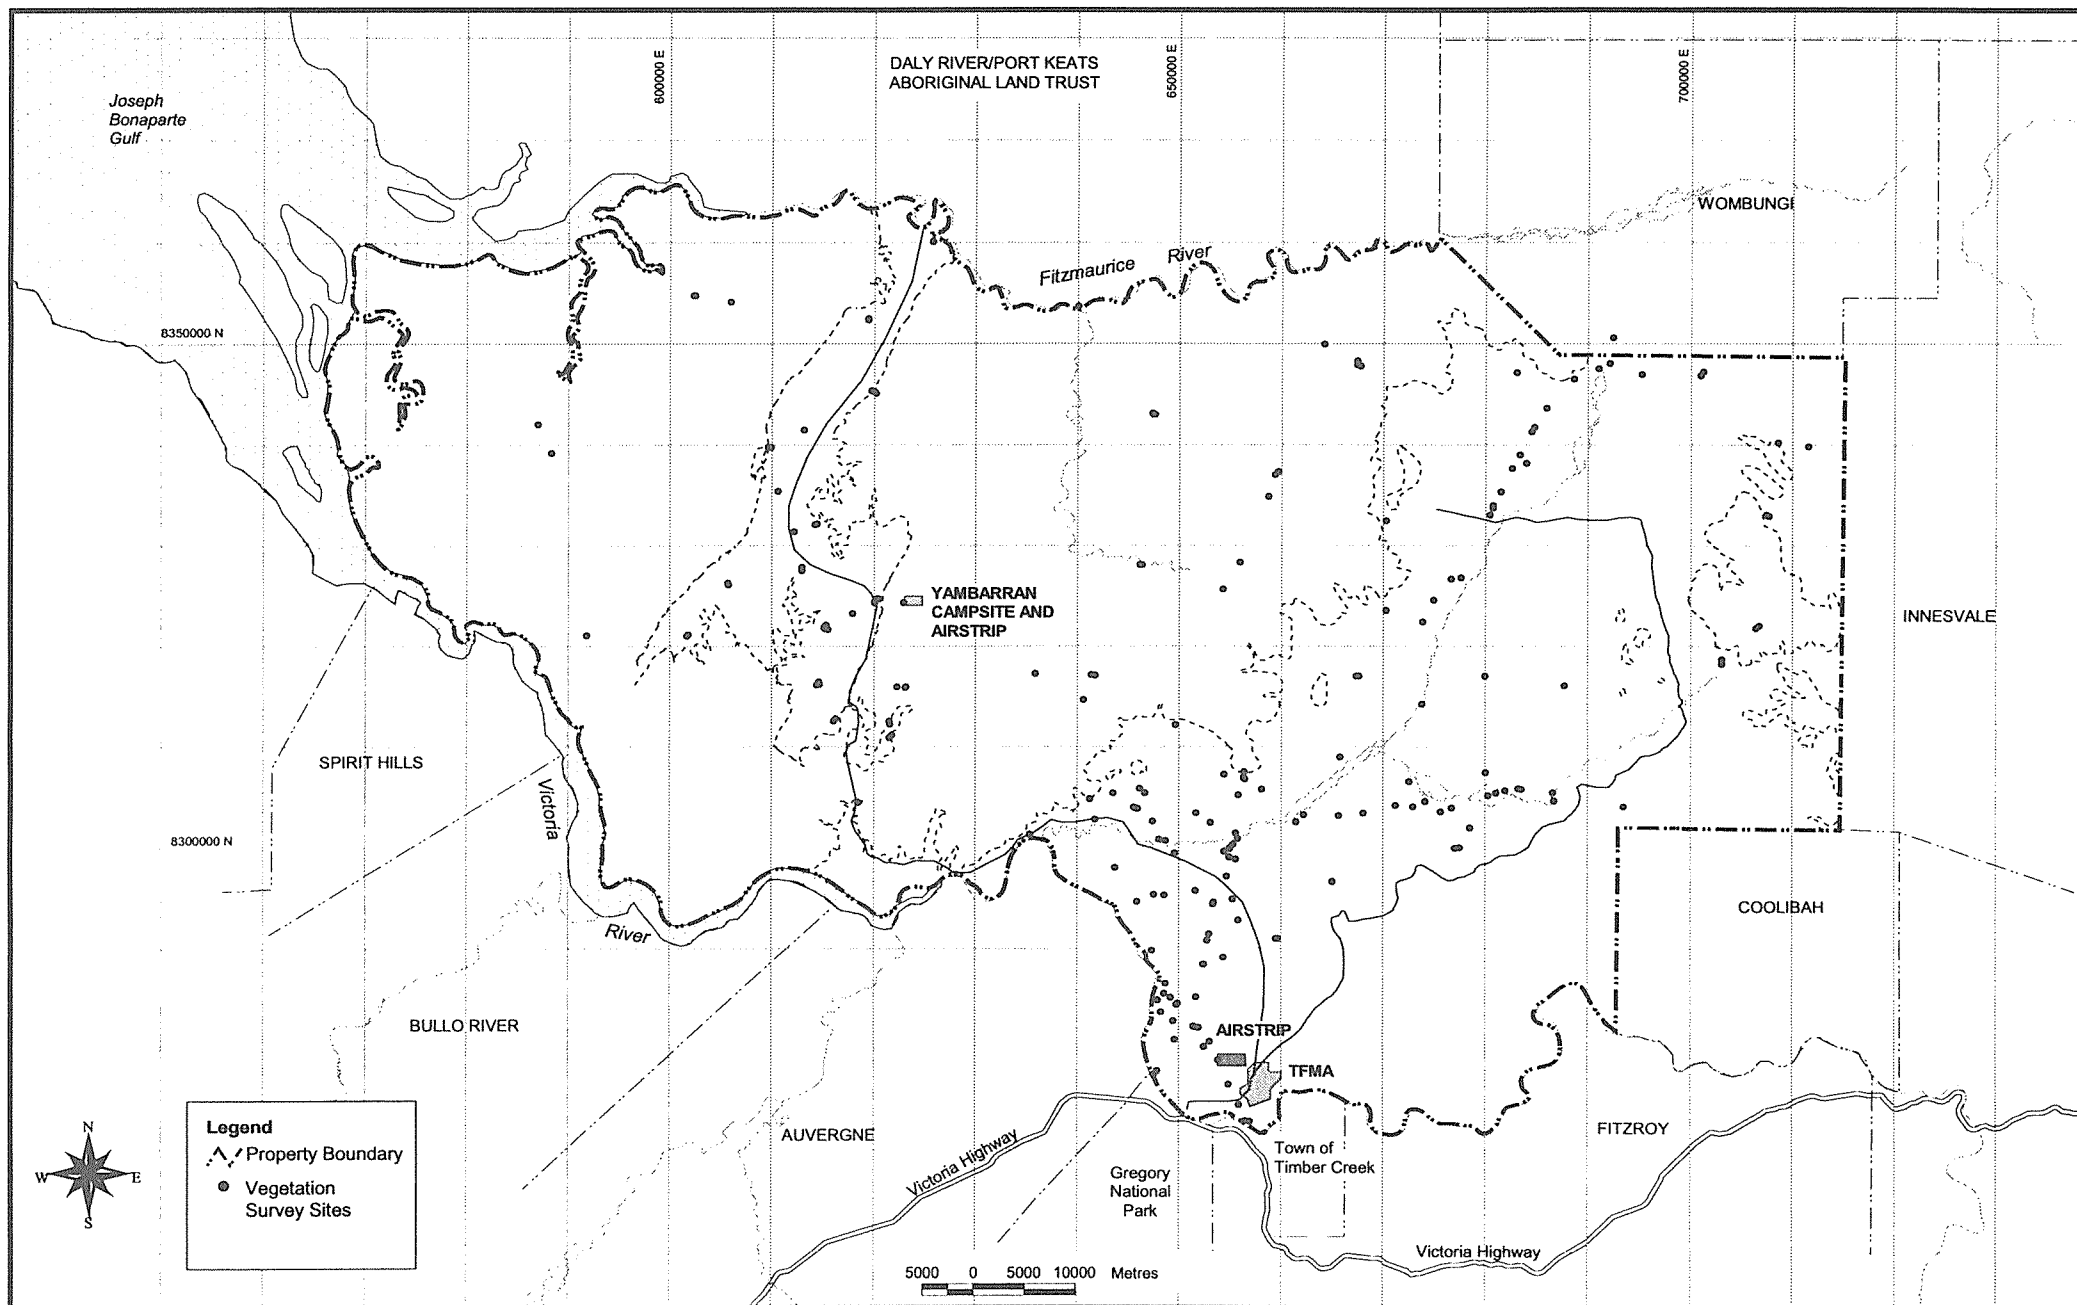 600000 E
650000 E
700000 E
DALY RIVER/PORT KEATS
ABORIGINAL LAND TRUST
Joseph
Bonaparte
Gulf
WOMBUNGI
Fitzmaurice River
8350000 N
YAMBARRAN
CAMPSITE AND
AIRSTRIP
INNESVALE
SPIRIT HILLS
Victoria
River
8300000 N
COOLIBAH
BULLO RIVER
AIRSTRIP
TFMA
AUVERGNE
FITZROY
Victoria Highway
Town of
Timber Creek
Gregory
National
Park
Victoria Highway
Legend
Property Boundary
Vegetation
Survey Sites
N
W
E
S
5000 0 5000 10000 Metres